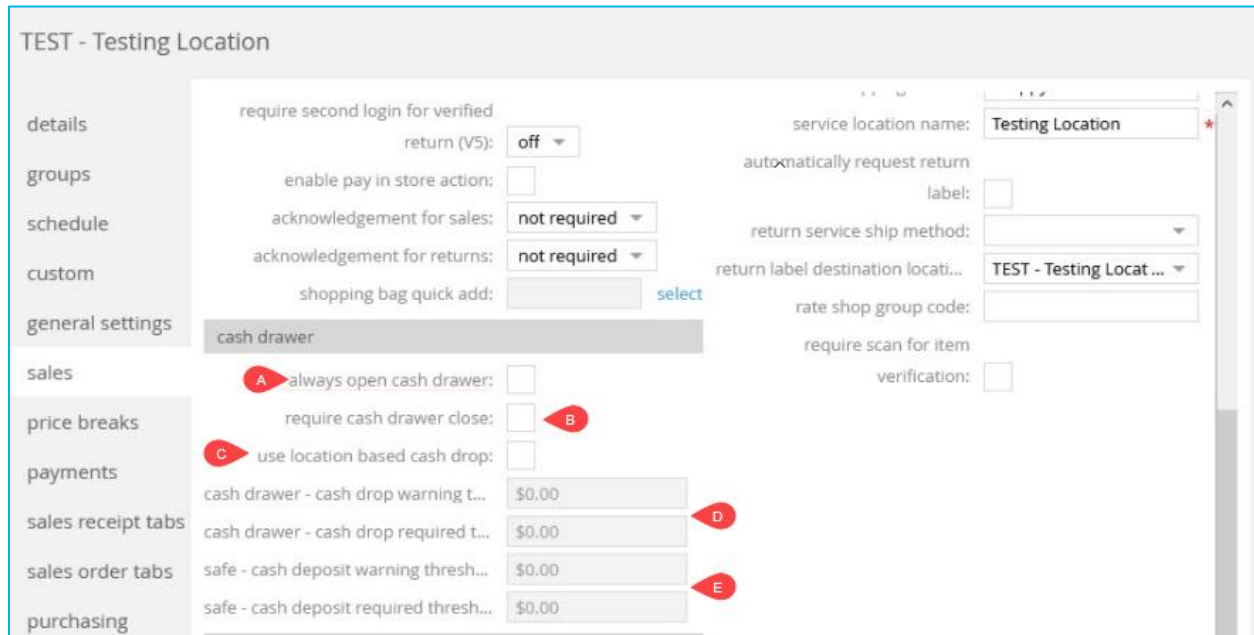 TEST - Testing Location
details
groups
schedule
custom
general settings
sales
price breaks
payments
sales receipt tabs
sales order tabs
purchasing
require second login for verified
return (V5): off
enable pay in store action:
acknowledgement for sales: not required
acknowledgement for returns: not required
shopping bag quick add: select
cash drawer
A always open cash drawer:
require cash drawer close: B
C use location based cash drop:
cash drawer - cash drop warning t... $0.00
D
cash drawer - cash drop required t... $0.00
safe - cash deposit warning thresh... $0.00
E
safe - cash deposit required thresh... $0.00
service location name: Testing Location *
automatically request return
label:
return service ship method:
return label destination locati... TEST - Testing Locat ...
rate shop group code:
require scan for item
verification: